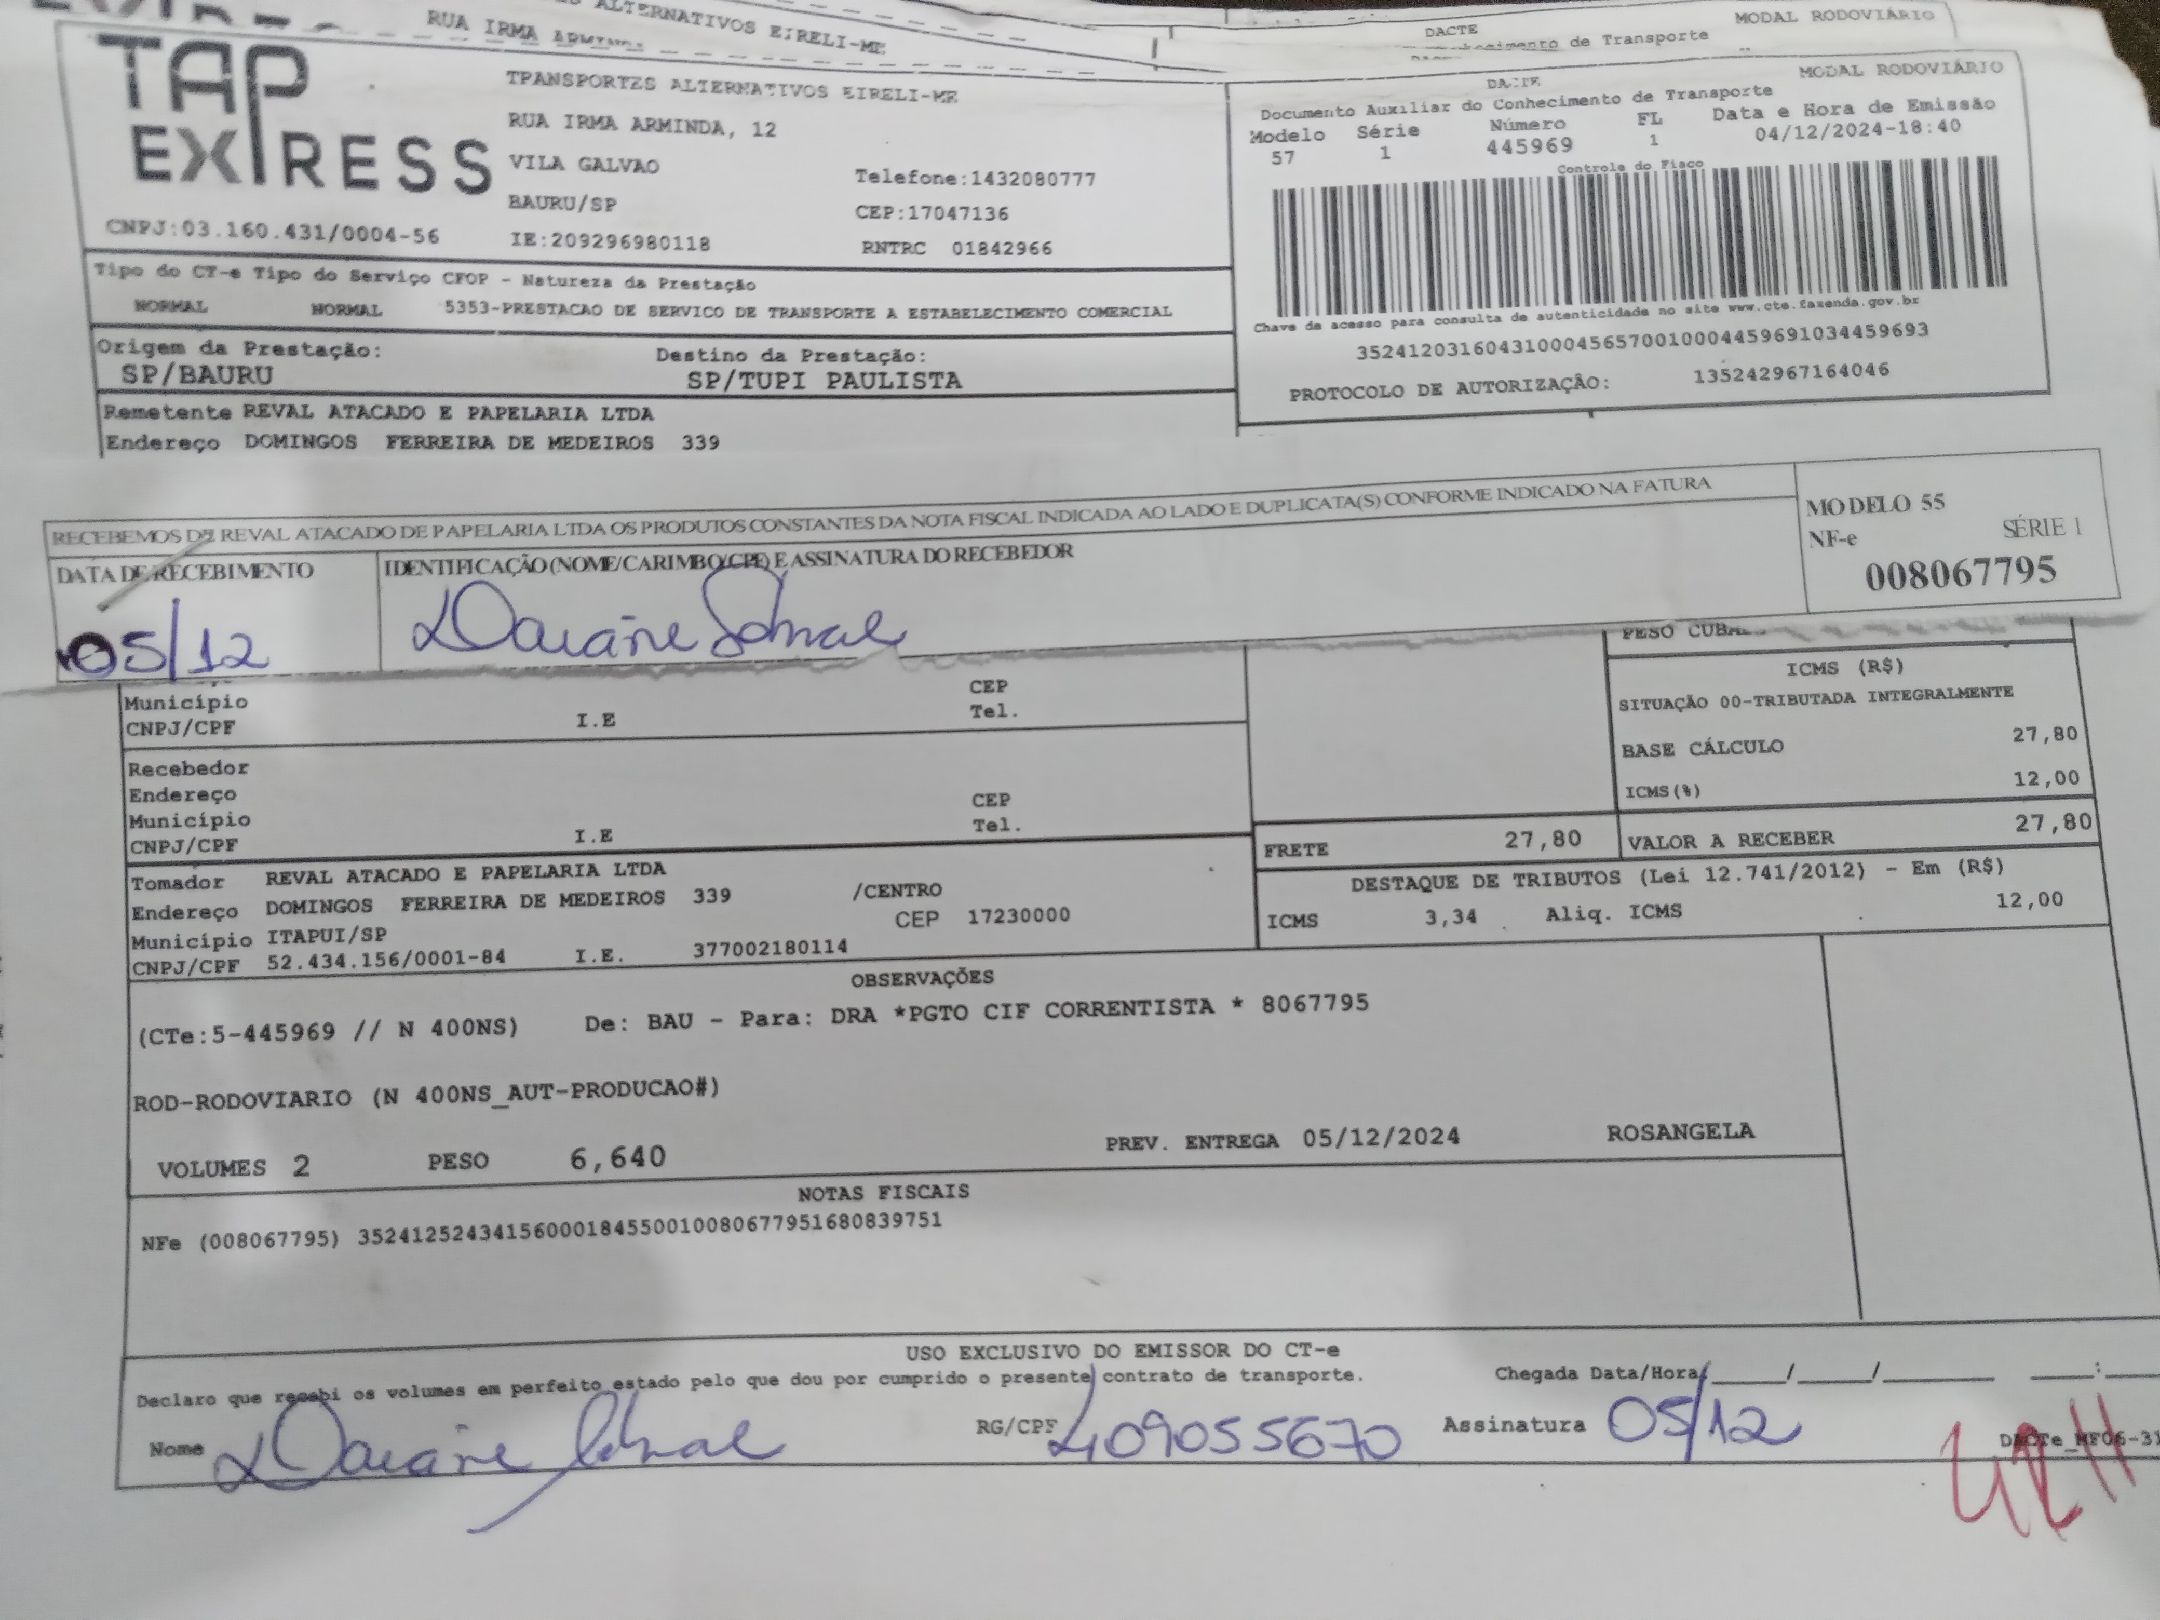 ALTERNATIVOS EIRELI-ME
RUA IRMA ARMINDA
DACTE
MODAL RODOVIÁRIO
Conhecimento de Transporte
TAP EXPRESS
TRANSPORTES ALTERNATIVOS EIRELI-ME
RUA IRMA ARMINDA, 12
VILA GALVAO
Telefone:1432080777
BAURU/SP
CEP:17047136
CNPJ:03.160.431/0004-56
IE:209296980118
RNTRC 01842966
DACTE
MODAL RODOVIÁRIO
Documento Auxiliar do Conhecimento de Transporte
Modelo Série Número FL Data e Hora de Emissão
57 1 445969 1 04/12/2024-18:40
Controle do Fisco
Chave de acesso para consulta de autenticidade no site www.cte.fazenda.gov.br
35241203160431000456570010004459691034459693
PROTOCOLO DE AUTORIZAÇÃO: 135242967164046
Tipo do CT-e Tipo do Serviço CFOP - Natureza da Prestação
NORMAL NORMAL 5353-PRESTACAO DE SERVICO DE TRANSPORTE A ESTABELECIMENTO COMERCIAL
Origem da Prestação: Destino da Prestação:
SP/BAURU SP/TUPI PAULISTA
Remetente REVAL ATACADO E PAPELARIA LTDA
Endereço DOMINGOS FERREIRA DE MEDEIROS 339
RECEBEMOS DE REVAL ATACADO DE PAPELARIA LTDA OS PRODUTOS CONSTANTES DA NOTA FISCAL INDICADA AO LADO E DUPLICATA(S) CONFORME INDICADO NA FATURA
DATA DE RECEBIMENTO
IDENTIFICAÇÃO (NOME/CARIMBO/CPF) E ASSINATURA DO RECEBEDOR
MODELO 55
NF-e SÉRIE 1
008067795
05/12
Daiane
PESO
Município CEP
CNPJ/CPF I.E Tel.
Recebedor
Endereço
Município CEP
CNPJ/CPF I.E Tel.
ICMS (R$)
SITUAÇÃO 00-TRIBUTADA INTEGRALMENTE
BASE CÁLCULO 27,80
ICMS(%) 12,00
FRETE 27,80 VALOR A RECEBER 27,80
DESTAQUE DE TRIBUTOS (Lei 12.741/2012) - Em (R$)
ICMS 3,34 Aliq. ICMS 12,00
Tomador REVAL ATACADO E PAPELARIA LTDA
Endereço DOMINGOS FERREIRA DE MEDEIROS 339 /CENTRO
Município ITAPUI/SP CEP 17230000
CNPJ/CPF 52.434.156/0001-84 I.E. 377002180114
OBSERVAÇÕES
(CTe:5-445969 // N 400NS) De: BAU - Para: DRA *PGTO CIF CORRENTISTA * 8067795
ROD-RODOVIARIO (N 400NS_AUT-PRODUCAO#)
VOLUMES 2 PESO 6,640 PREV. ENTREGA 05/12/2024 ROSANGELA
NOTAS FISCAIS
NFe (008067795) 35241252434156000184550010080677951680839751
USO EXCLUSIVO DO EMISSOR DO CT-e
Declaro que recebi os volumes em perfeito estado pelo que dou por cumprido o presente contrato de transporte.
Chegada Data/Hora / / :
Nome Daiane RG/CPF 409055670 Assinatura 05/12